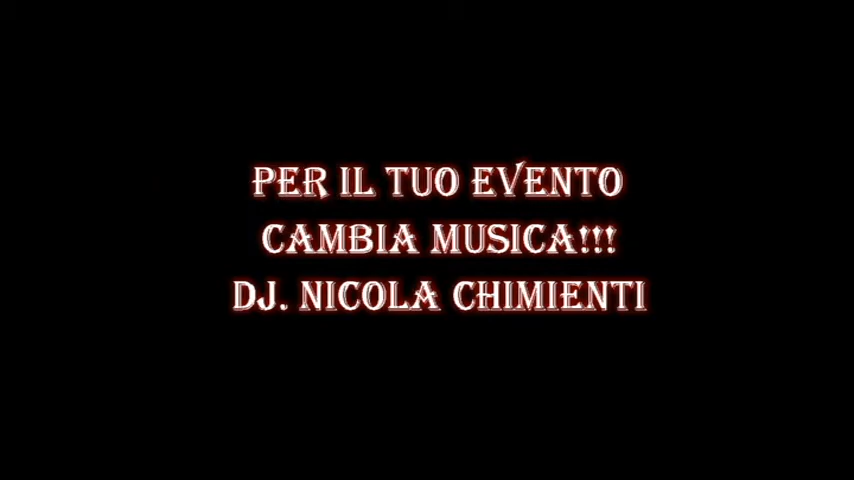 PER IL TUO EVENTO
CAMBIA MUSICA!!!
DJ. NICOLA CHIMIENTI